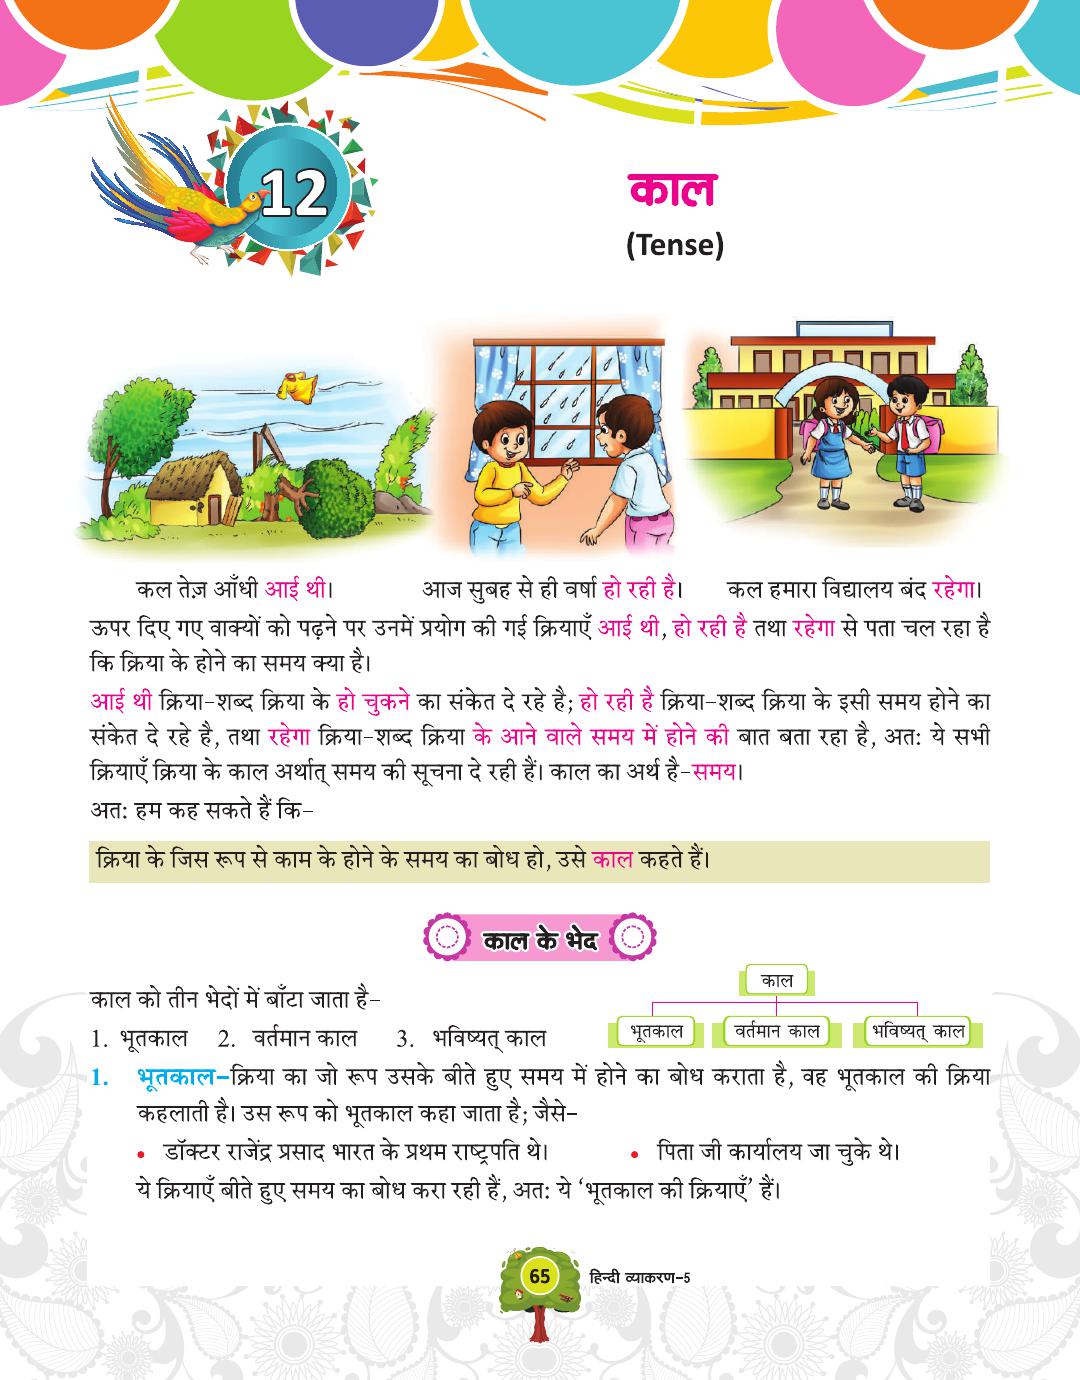 12
काल
(Tense)
कल तेज़ आँधी आई थी।
आज सुबह से ही वर्षा हो रही है।
कल हमारा विद्यालय बंद रहेगा।
ऊपर दिए गए वाक्यों को पढ़ने पर उनमें प्रयोग की गई क्रियाएँ आई थी, हो रही है तथा रहेगा से पता चल रहा है
कि क्रिया के होने का समय क्या है।
आई थी क्रिया-शब्द क्रिया के हो चुकने का संकेत दे रहे है; हो रही है क्रिया-शब्द क्रिया के इसी समय होने का
संकेत दे रहे है, तथा रहेगा क्रिया-शब्द क्रिया के आने वाले समय में होने की बात बता रहा है, अत: ये सभी
क्रियाएँ क्रिया के काल अर्थात् समय की सूचना दे रही हैं। काल का अर्थ है-समय।
अत: हम कह सकते हैं कि-
क्रिया के जिस रूप से काम के होने के समय का बोध हो, उसे काल कहते हैं।
काल के भेद
काल को तीन भेदों में बाँटा जाता है-
1. भूतकाल 2. वर्तमान काल 3. भविष्यत् काल
काल
भूतकाल वर्तमान काल भविष्यत् काल
1. भूतकाल-क्रिया का जो रूप उसके बीते हुए समय में होने का बोध कराता है, वह भूतकाल की क्रिया
कहलाती है। उस रूप को भूतकाल कहा जाता है; जैसे-
• डॉक्टर राजेंद्र प्रसाद भारत के प्रथम राष्ट्रपति थे। • पिता जी कार्यालय जा चुके थे।
ये क्रियाएँ बीते हुए समय का बोध करा रही हैं, अत: ये ‘भूतकाल की क्रियाएँ’ हैं।
65 हिन्दी व्याकरण-5